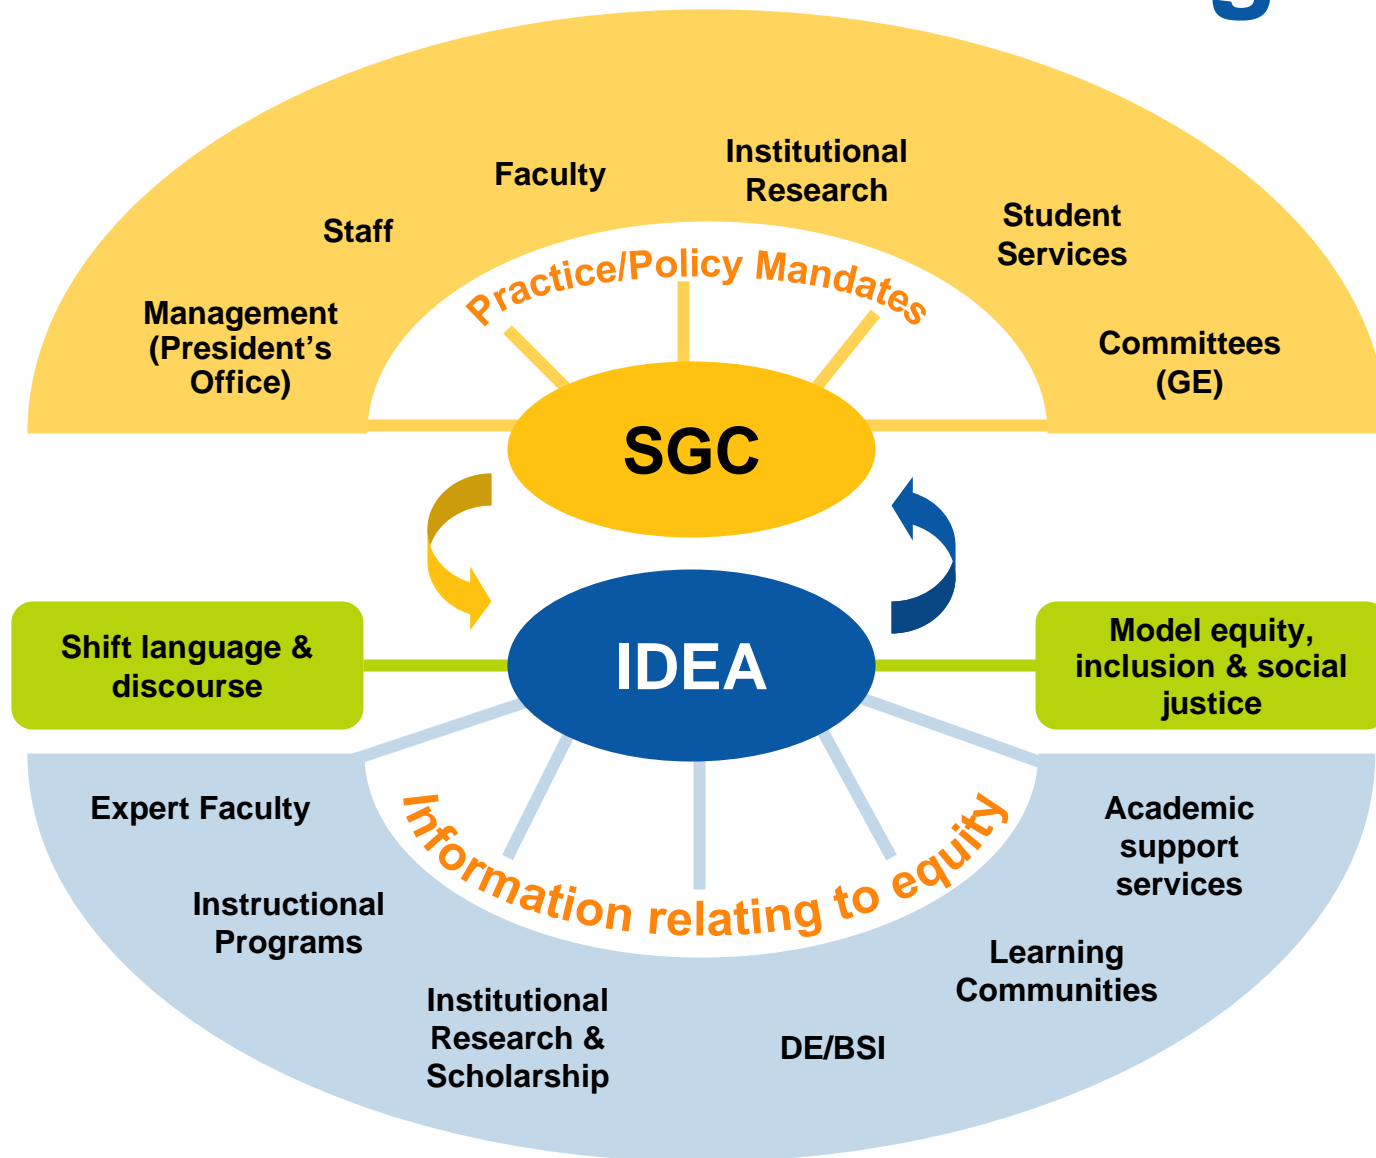 Faculty
Institutional
Research
Staff
Student
Services
Management
(President’s
Office)
Committees
(GE)
Practice/Policy Mandates
SGC
IDEA
Shift language &
discourse
Model equity,
inclusion & social
justice
Information relating to equity
Expert Faculty
Instructional
Programs
Institutional
Research &
Scholarship
DE/BSI
Learning
Communities
Academic
support
services